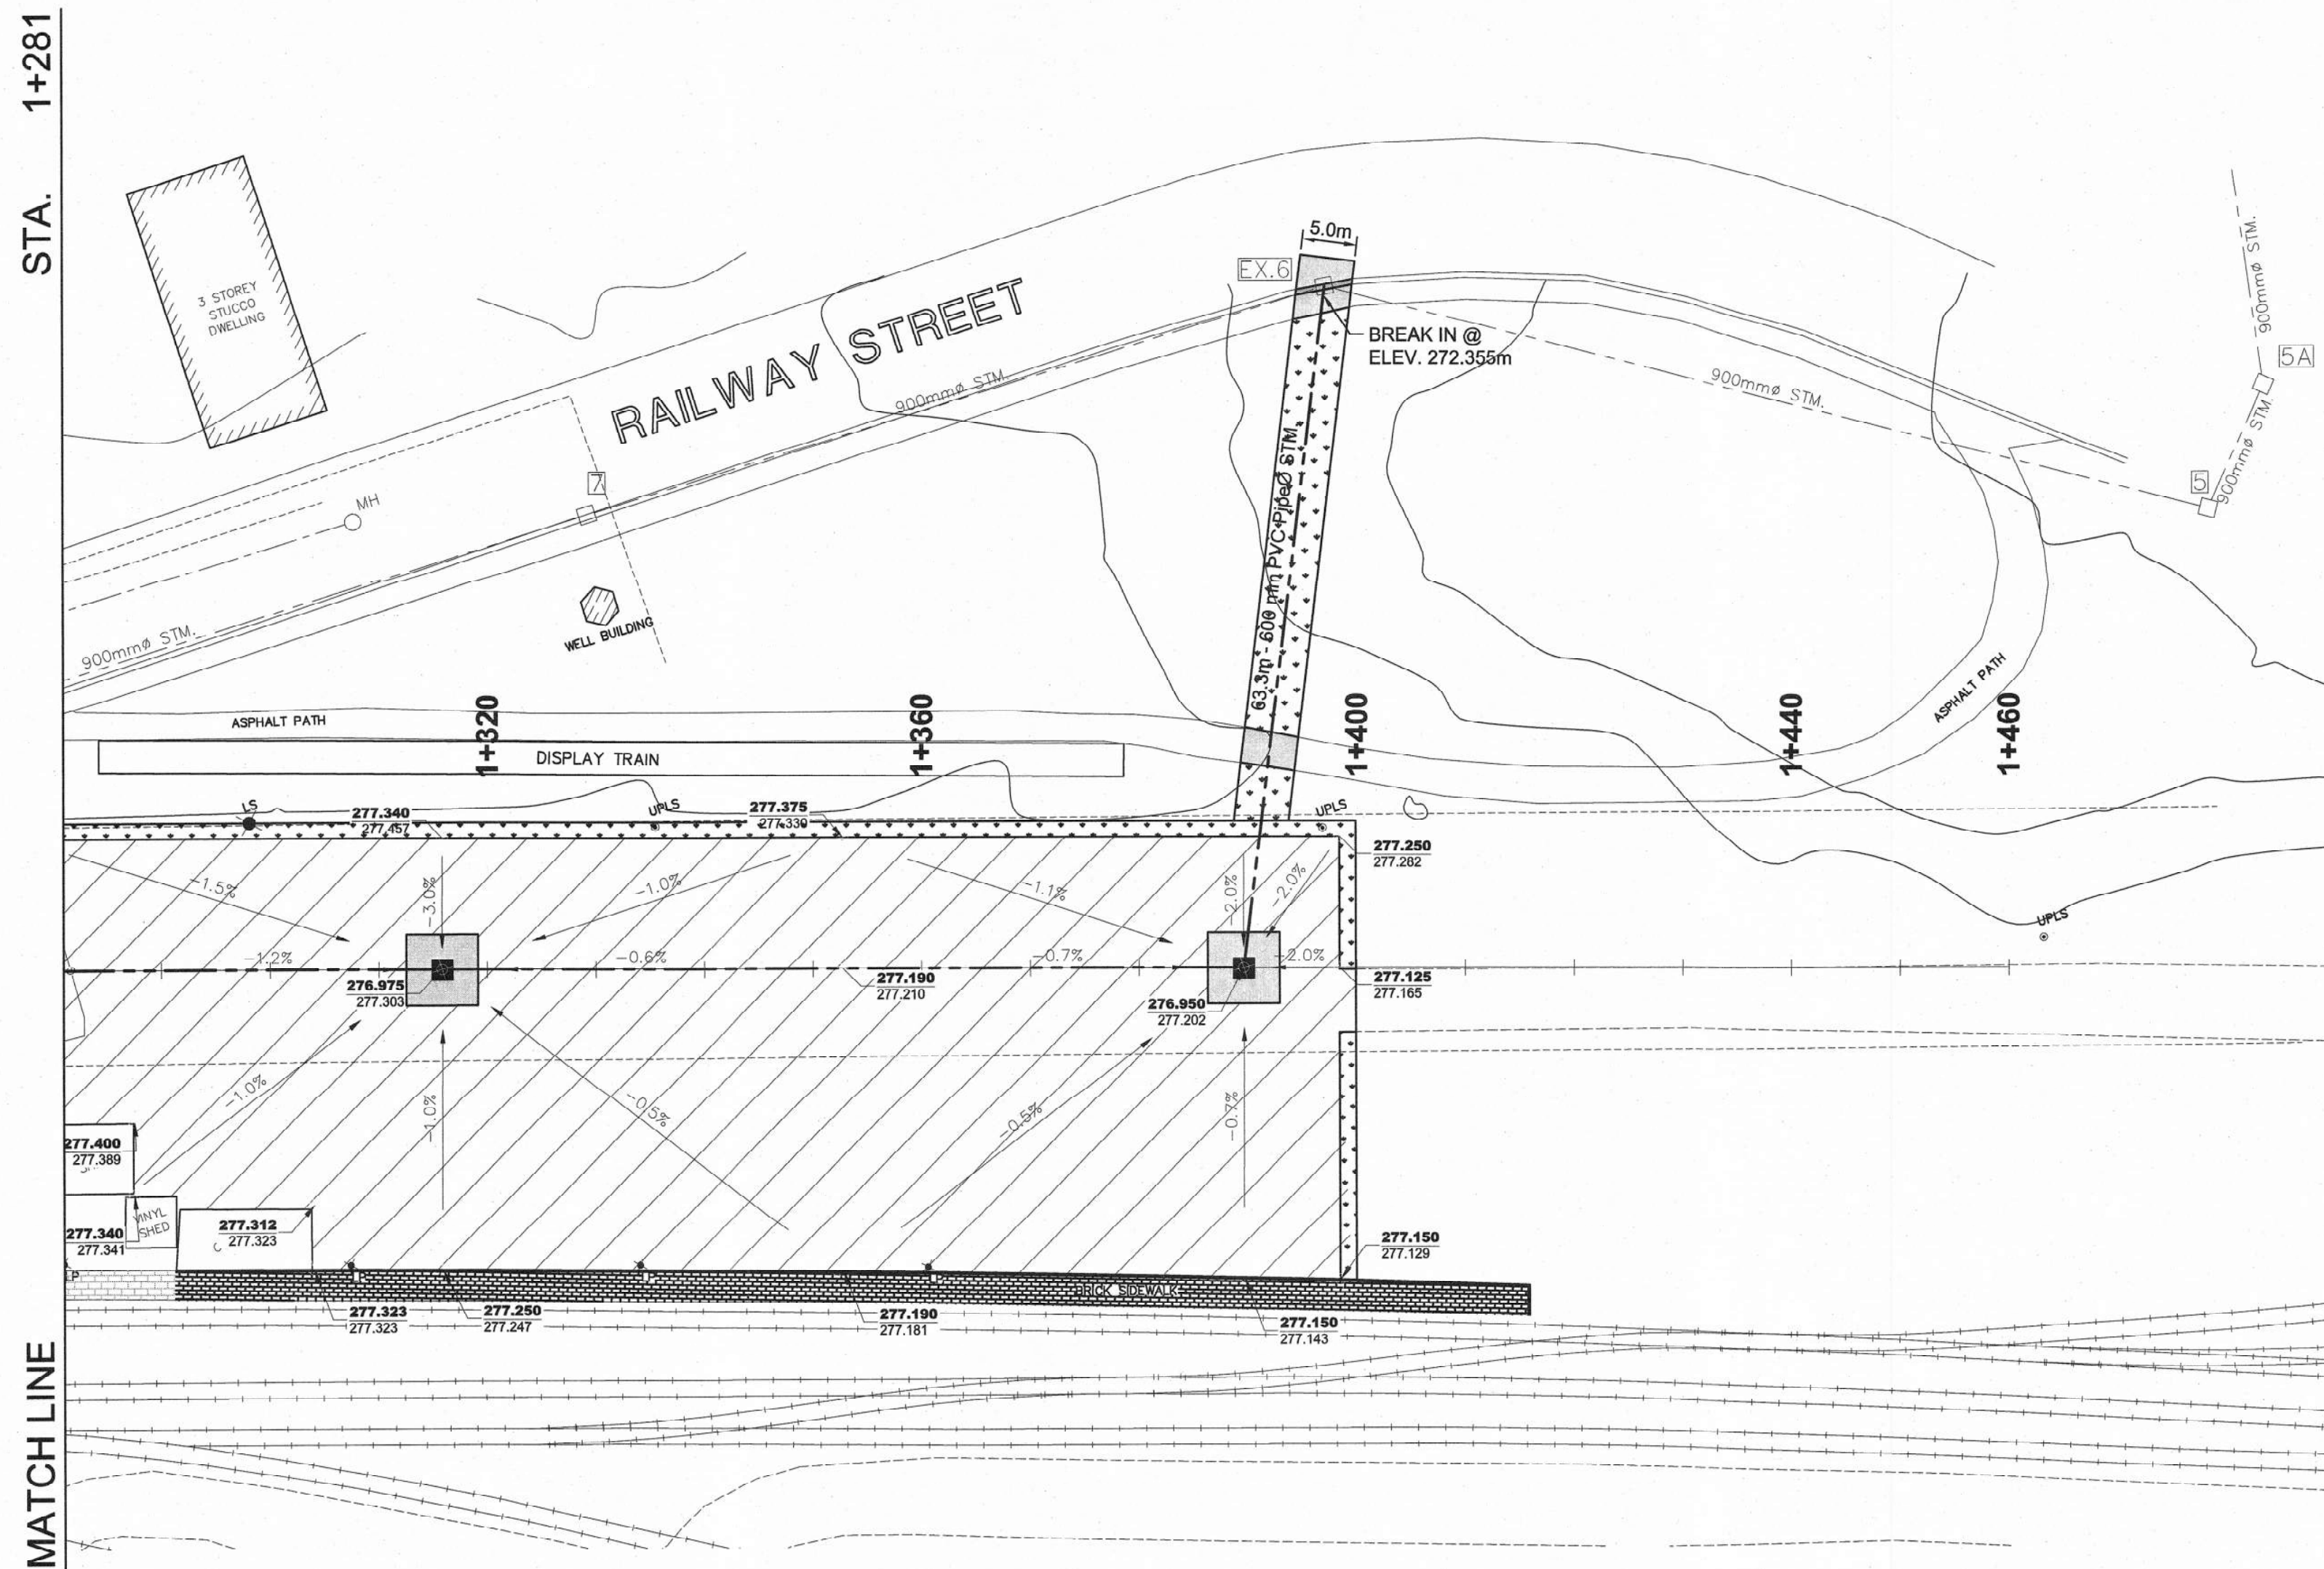 STA. 1+281
MATCH LINE
3 STOREY
STUCCO
DWELLING
RAILWAY STREET
5.0m
EX.6
BREAK IN @
ELEV. 272.355m
900mmø STM.
900mmø STM.
900mmø STM.
900mmø STM.
900mmø STM.
5A
5
7
MH
WELL BUILDING
63.3m - 600 mm PVC PipeØ STM.
ASPHALT PATH
ASPHALT PATH
DISPLAY TRAIN
1+320
1+360
1+400
1+440
1+460
LS
277.340
277.457
UPLS
277.375
277.330
UPLS
277.250
277.282
-1.5%
-3.0%
-1.0%
-1.1%
-2.0%
-2.0%
UPLS
-1.2%
-0.6%
-0.7%
-2.0%
276.975
277.303
277.190
277.210
276.950
277.202
277.125
277.165
-1.0%
-1.0%
-0.5%
-0.5%
-0.7%
277.400
277.389
VINYL
SHED
277.340
277.341
277.312
277.323
277.150
277.129
BRICK SIDEWALK
277.323
277.323
277.250
277.247
277.190
277.181
277.150
277.143